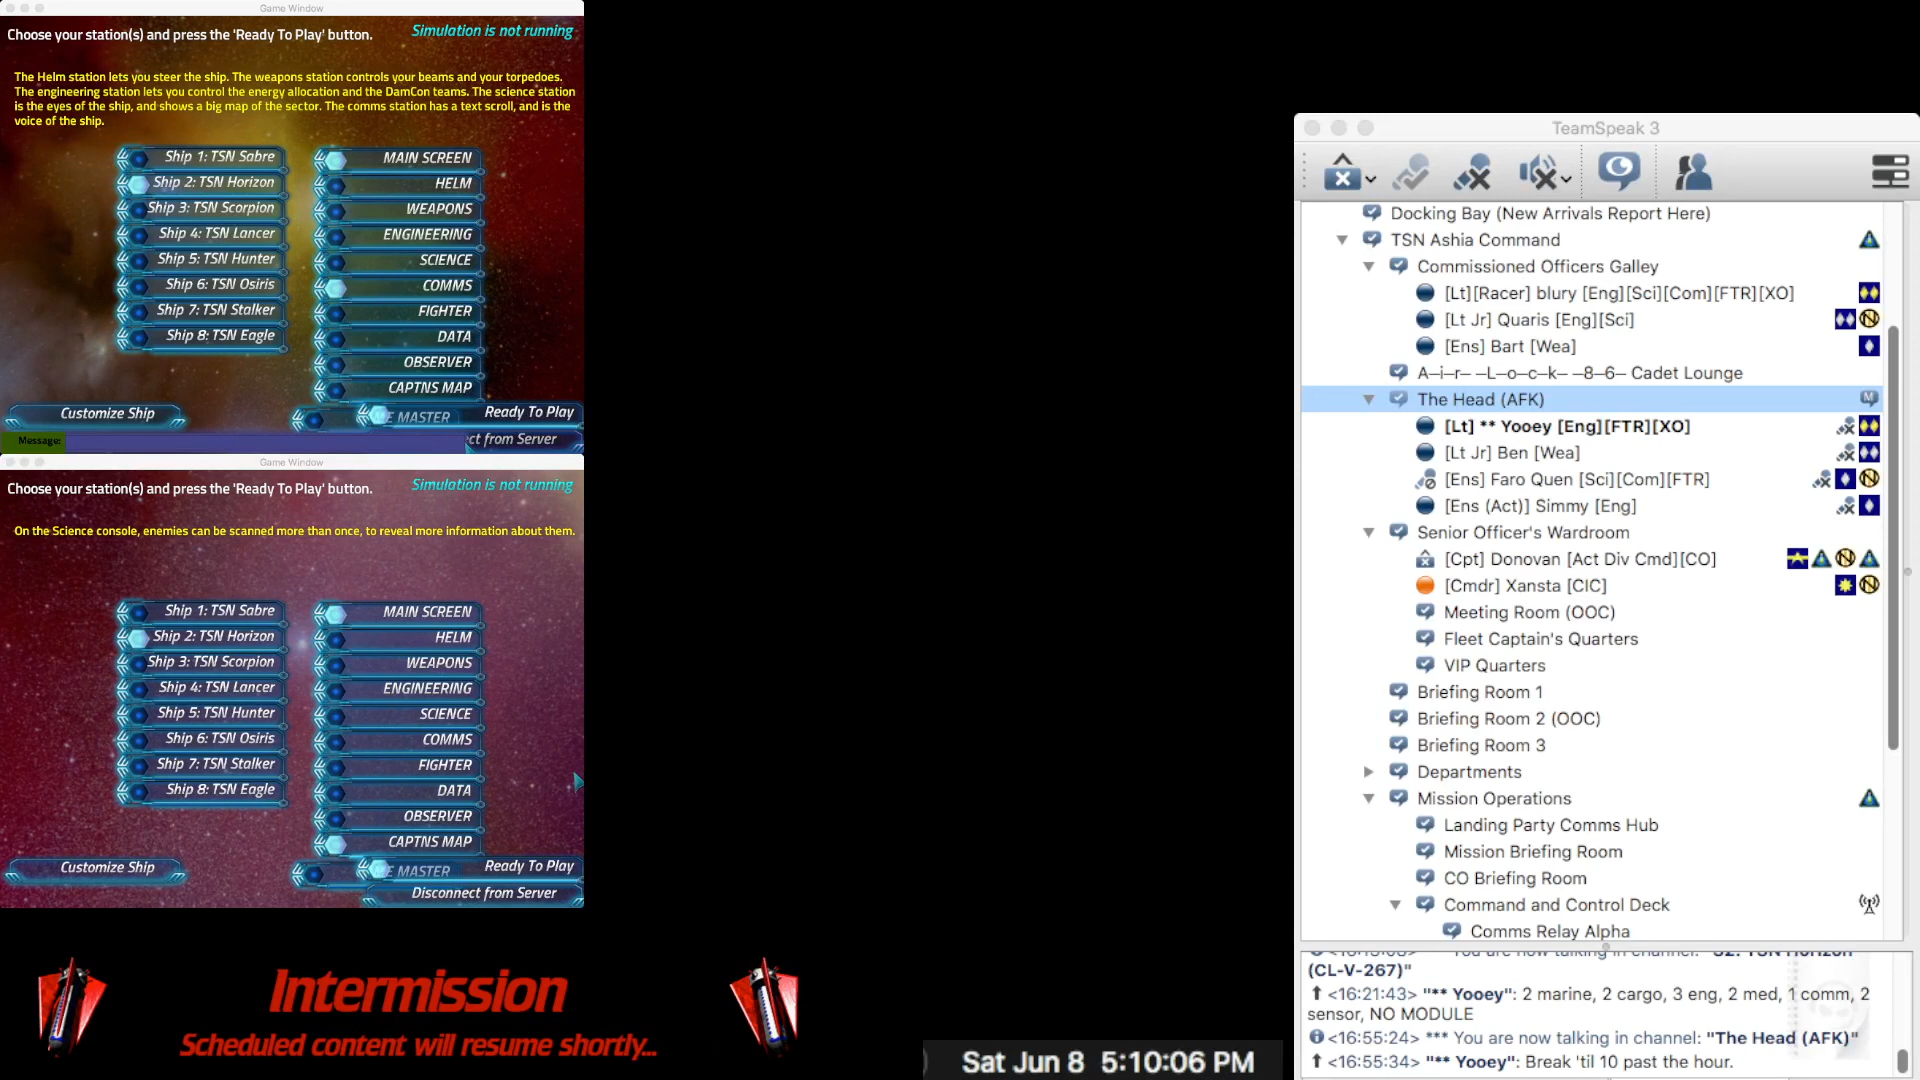 Game Window
Choose your station(s) and press the 'Ready To Play' button.
Simulation is not running
The Helm station lets you steer the ship. The weapons station controls your beams and your torpedoes.
The engineering station lets you control the energy allocation and the DamCon teams. The science station
is the eyes of the ship, and shows a big map of the sector. The comms station has a text scroll, and is the
voice of the ship.
Ship 1: TSN Sabre
Ship 2: TSN Horizon
Ship 3: TSN Scorpion
Ship 4: TSN Lancer
Ship 5: TSN Hunter
Ship 6: TSN Osiris
Ship 7: TSN Stalker
Ship 8: TSN Eagle
MAIN SCREEN
HELM
WEAPONS
ENGINEERING
SCIENCE
COMMS
FIGHTER
DATA
OBSERVER
CAPTNS MAP
Customize Ship
E MASTER
Ready To Play
Message:
ct from Server
Game Window
Choose your station(s) and press the 'Ready To Play' button.
Simulation is not running
On the Science console, enemies can be scanned more than once, to reveal more information about them.
Ship 1: TSN Sabre
Ship 2: TSN Horizon
Ship 3: TSN Scorpion
Ship 4: TSN Lancer
Ship 5: TSN Hunter
Ship 6: TSN Osiris
Ship 7: TSN Stalker
Ship 8: TSN Eagle
MAIN SCREEN
HELM
WEAPONS
ENGINEERING
SCIENCE
COMMS
FIGHTER
DATA
OBSERVER
CAPTNS MAP
Customize Ship
E MASTER
Ready To Play
Disconnect from Server
Intermission
Scheduled content will resume shortly...
Sat Jun 8 5:10:06 PM
TeamSpeak 3
Docking Bay (New Arrivals Report Here)
TSN Ashia Command
Commissioned Officers Galley
[Lt][Racer] blury [Eng][Sci][Com][FTR][XO]
[Lt Jr] Quaris [Eng][Sci]
[Ens] Bart [Wea]
A–i–r– –L–o–c–k– –8–6– Cadet Lounge
The Head (AFK)
[Lt] ** Yooey [Eng][FTR][XO]
[Lt Jr] Ben [Wea]
[Ens] Faro Quen [Sci][Com][FTR]
[Ens (Act)] Simmy [Eng]
Senior Officer's Wardroom
[Cpt] Donovan [Act Div Cmd][CO]
[Cmdr] Xansta [CIC]
Meeting Room (OOC)
Fleet Captain's Quarters
VIP Quarters
Briefing Room 1
Briefing Room 2 (OOC)
Briefing Room 3
Departments
Mission Operations
Landing Party Comms Hub
Mission Briefing Room
CO Briefing Room
Command and Control Deck
Comms Relay Alpha
You are now talking in channel: TSN Horizon
(CL-V-267)"
<16:21:43> "** Yooey": 2 marine, 2 cargo, 3 eng, 2 med, 1 comm, 2
sensor, NO MODULE
<16:55:24> *** You are now talking in channel: "The Head (AFK)"
<16:55:34> "** Yooey": Break 'til 10 past the hour.